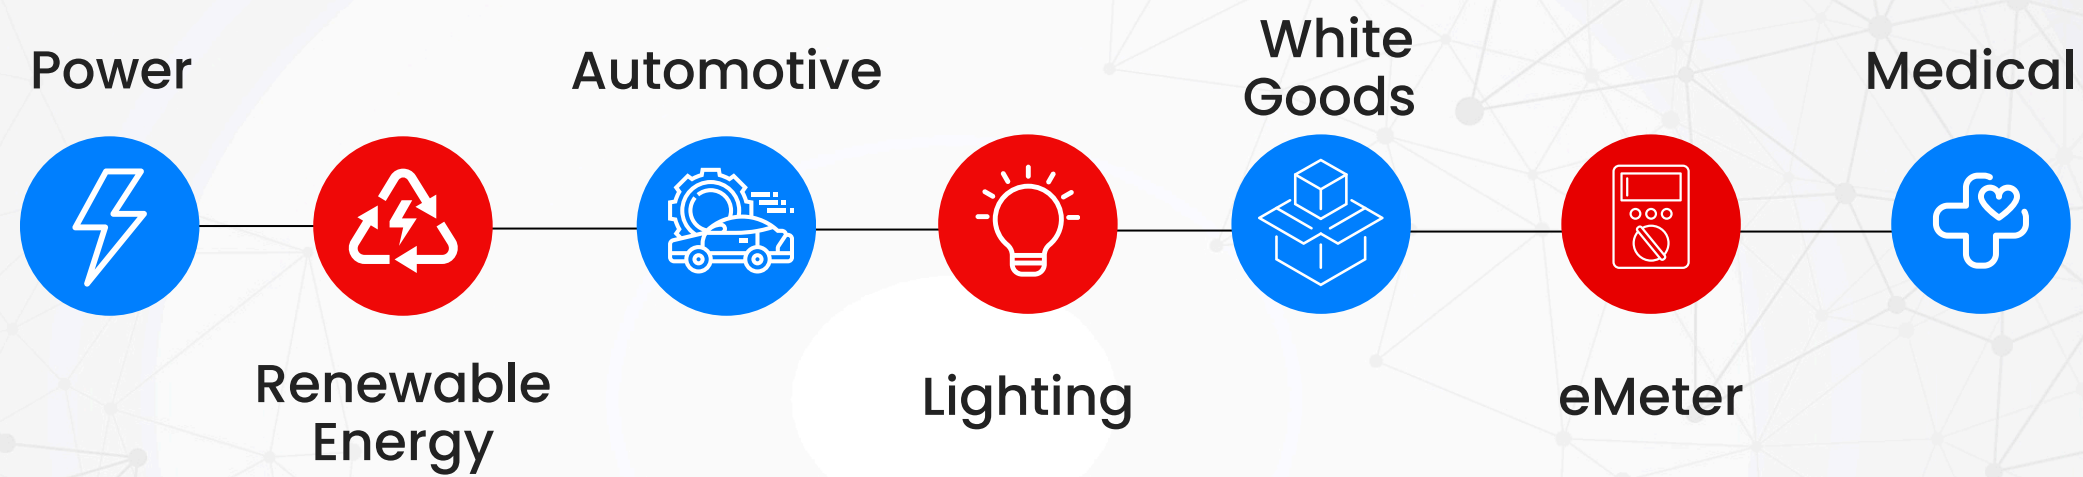 Power
Renewable
Energy
Automotive
Lighting
White
Goods
eMeter
Medical